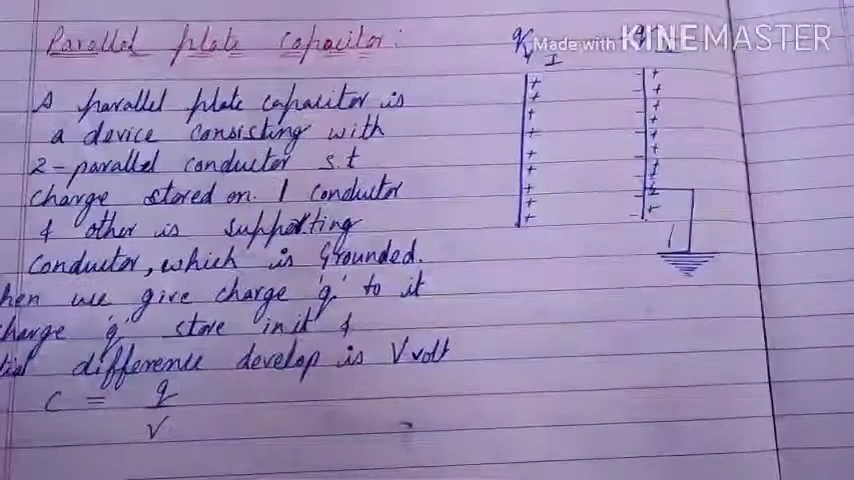 Parallel plate capacitor:
A parallel plate capacitor is
a device consisting with
2-parallel conductor s.t
charge stored on 1 conductor
& other is supporting
conductor, which is Grounded.
hen we give charge 'q' to it
charge 'q' store in it &
difference develop is V volt
C = q
V
q
I
Made with KINEMASTER